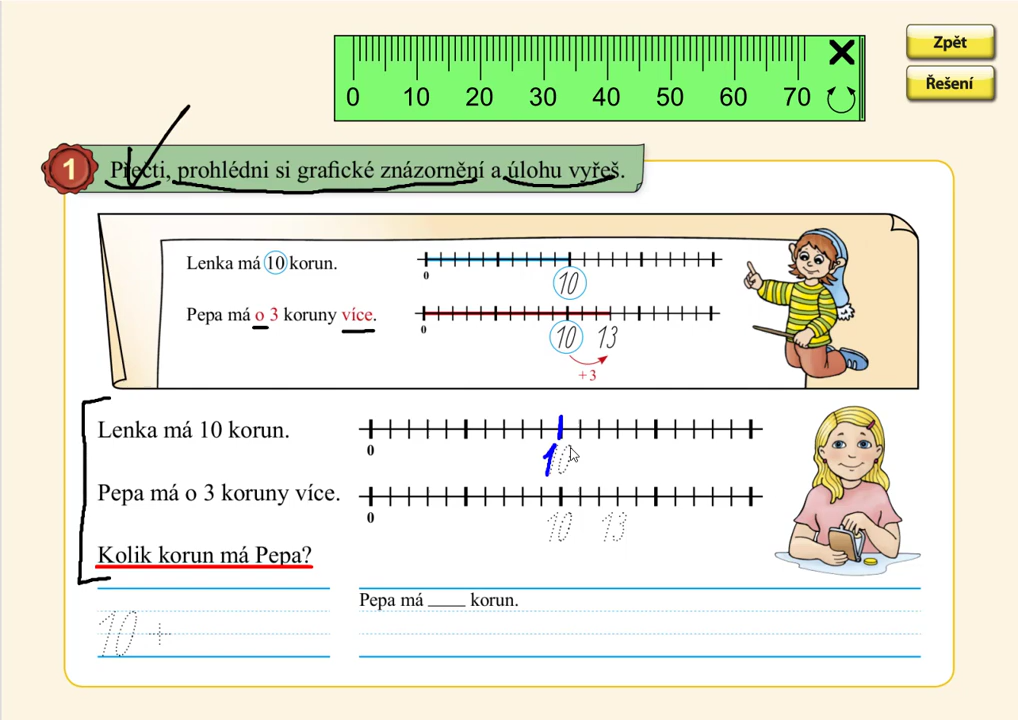 Zpět
Řešení
0 10 20 30 40 50 60 70
1 Přečti, prohlédni si grafické znázornění a úlohu vyřeš.
Lenka má 10 korun.
0 10
Pepa má o 3 koruny více.
0 10 13
+3
Lenka má 10 korun.
0 10
Pepa má o 3 koruny více.
0 10 13
Kolik korun má Pepa?
10 +
Pepa má ____ korun.